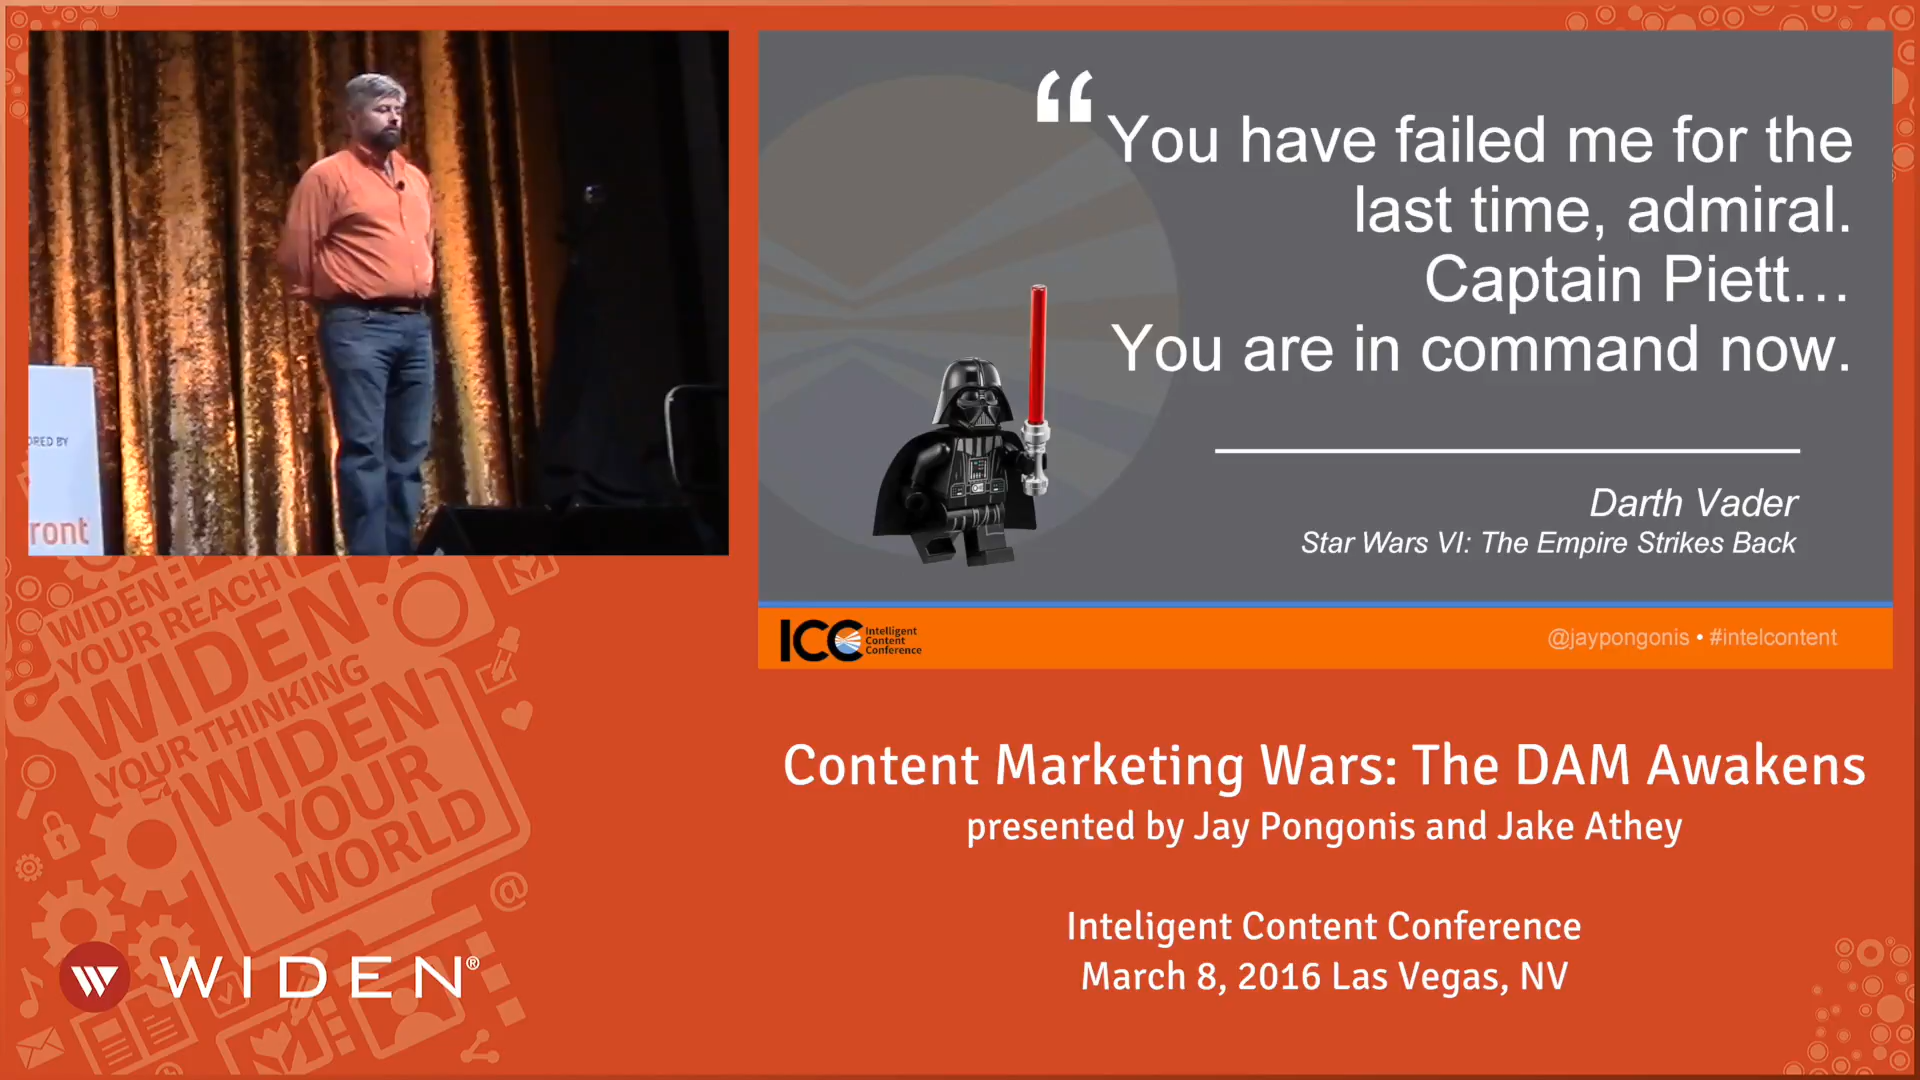 ORED BY
ront
“
You have failed me for the
last time, admiral.
Captain Piett…
You are in command now.
Darth Vader
Star Wars VI: The Empire Strikes Back
ICC Intelligent
Content
Conference
@jaypongonis • #intelcontent
Content Marketing Wars: The DAM Awakens
presented by Jay Pongonis and Jake Athey
Inteligent Content Conference
March 8, 2016 Las Vegas, NV
WIDEN
YOUR REACH
WIDEN
YOUR THINKING
WIDEN
YOUR
WORLD
@
WIDEN®